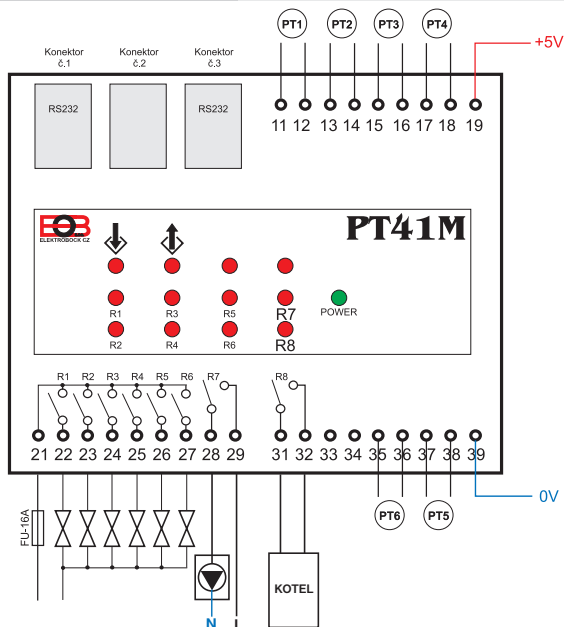 PT1 PT2 PT3 PT4
+5V
Konektor č.1
Konektor č.2
Konektor č.3
RS232
RS232
11 12 13 14 15 16 17 18 19
EOB
ELEKTROBOCK CZ
PT41M
R1 R3 R5 R7 POWER
R2 R4 R6 R8
R1 R2 R3 R4 R5 R6 R7 R8
21 22 23 24 25 26 27 28 29 31 32 33 34 35 36 37 38 39
0V
FU-16A
PT6 PT5
KOTEL
N